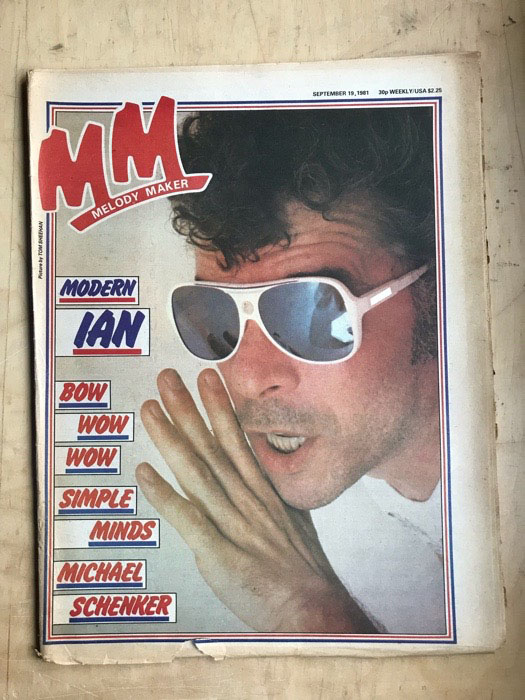 SEPTEMBER 19, 1981 30p WEEKLY/USA $2.25
MM
MELODY MAKER
Picture by TOM SHEEHAN
MODERN
IAN
BOW
WOW
WOW
SIMPLE
MINDS
MICHAEL
SCHENKER